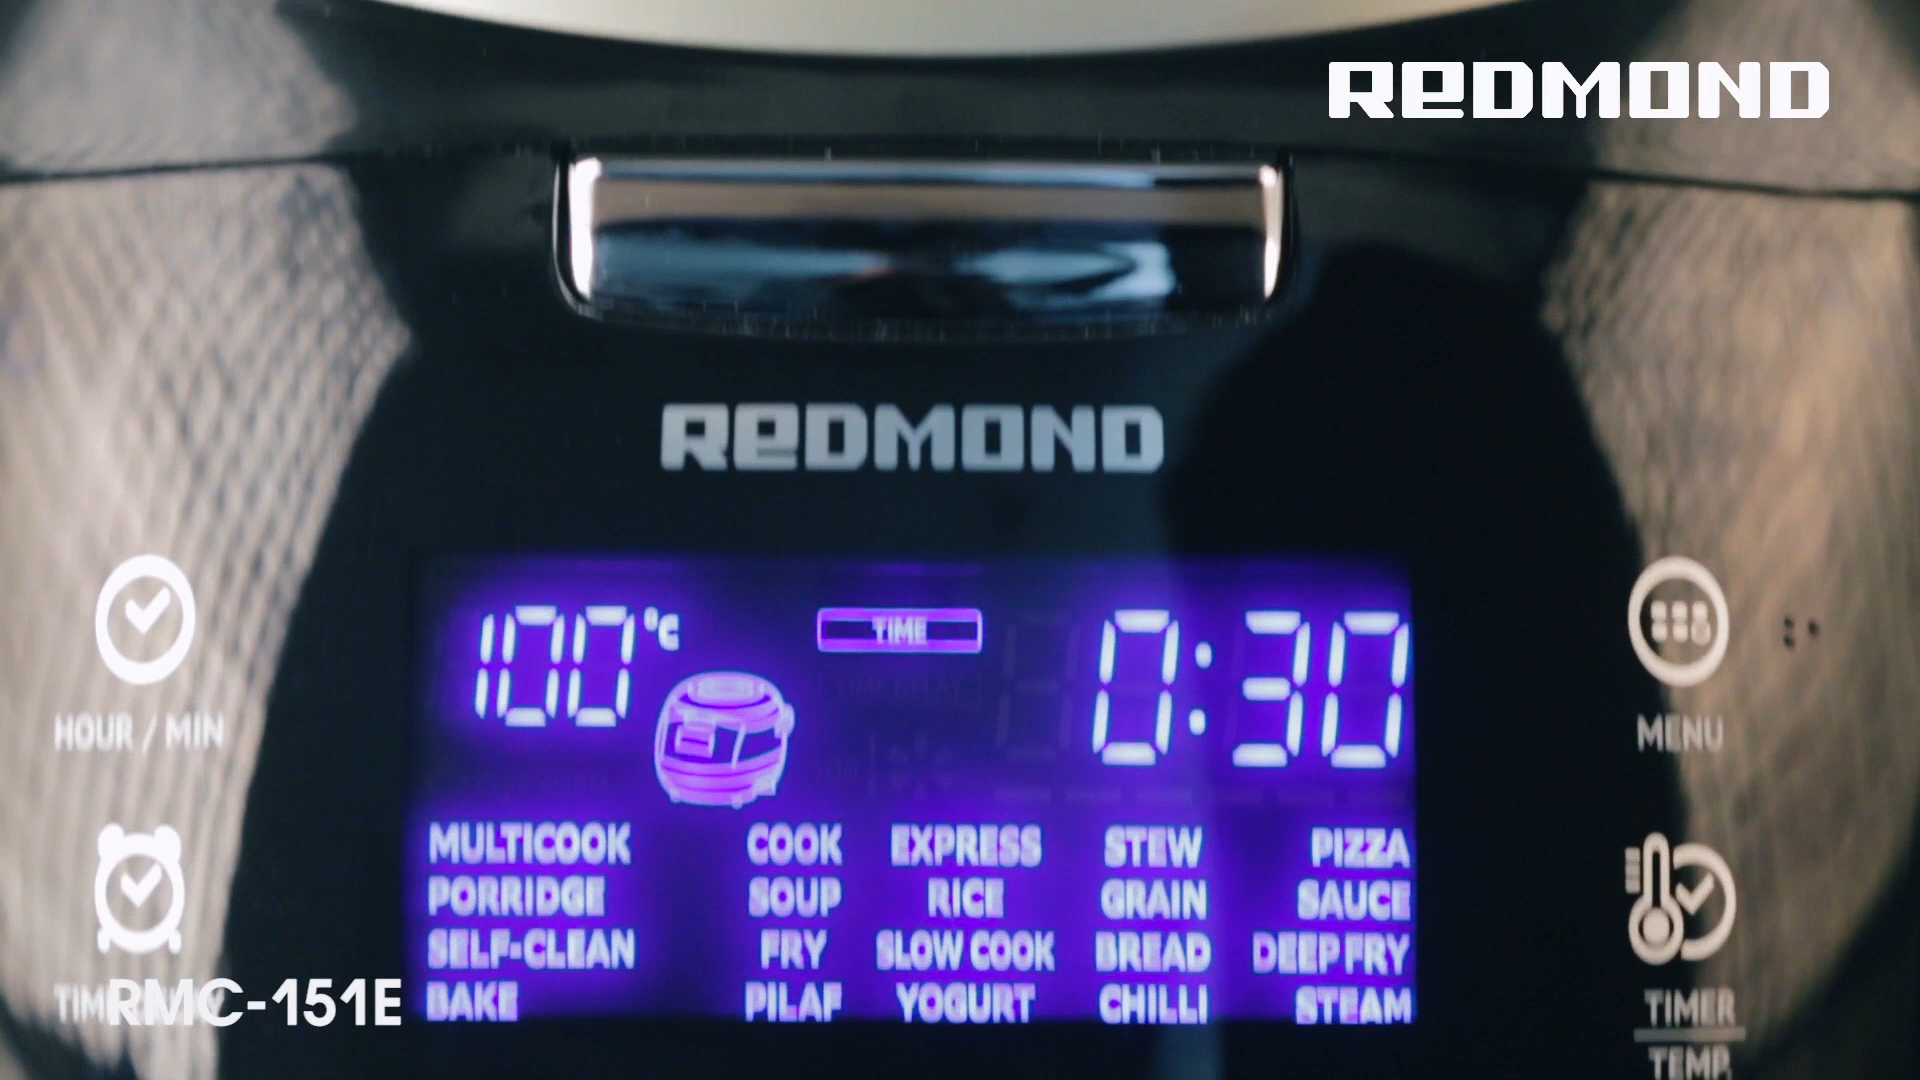 REDMOND
REDMOND
100 °C
TIME
0:30
HOUR / MIN
MENU
MULTICOOK COOK EXPRESS STEW PIZZA
PORRIDGE SOUP RICE GRAIN SAUCE
SELF-CLEAN FRY SLOW COOK BREAD DEEP FRY
BAKE PILAF YOGURT CHILLI STEAM
RMC-151E
TIMER
TEMP.